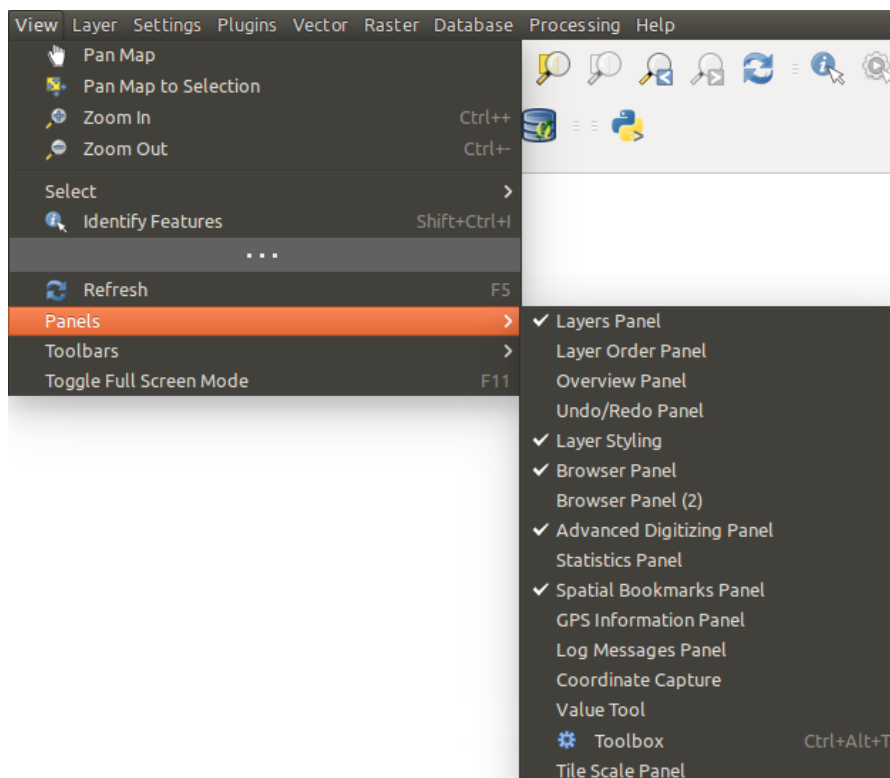 View Layer Settings Plugins Vector Raster Database Processing Help
Pan Map
Pan Map to Selection
Zoom In Ctrl++
Zoom Out Ctrl+-
Select
Identify Features Shift+Ctrl+I
...
Refresh F5
Panels
Toolbars
Toggle Full Screen Mode F11
Layers Panel
Layer Order Panel
Overview Panel
Undo/Redo Panel
Layer Styling
Browser Panel
Browser Panel (2)
Advanced Digitizing Panel
Statistics Panel
Spatial Bookmarks Panel
GPS Information Panel
Log Messages Panel
Coordinate Capture
Value Tool
Toolbox Ctrl+Alt+T
Tile Scale Panel